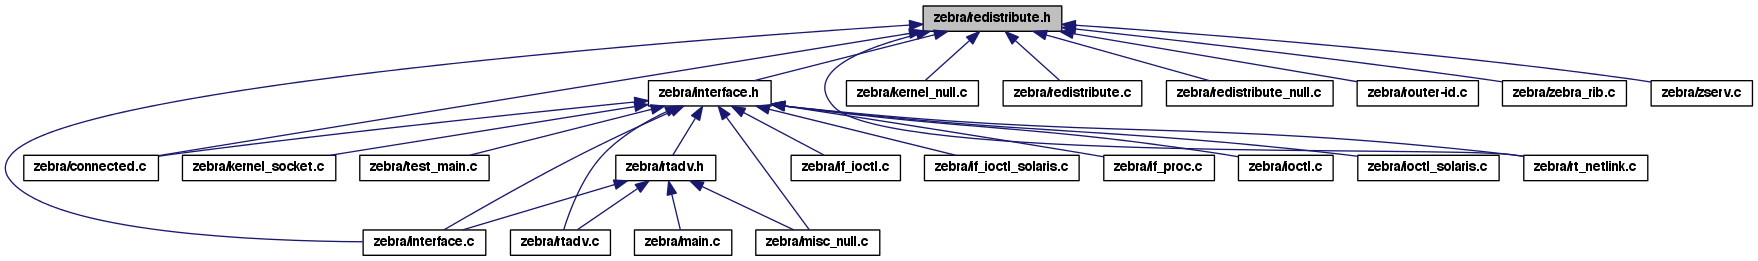 zebra/redistribute.h
zebra/interface.h
zebra/kernel_null.c
zebra/redistribute.c
zebra/redistribute_null.c
zebra/router-id.c
zebra/zebra_rib.c
zebra/zserv.c
zebra/connected.c
zebra/kernel_socket.c
zebra/test_main.c
zebra/rtadv.h
zebra/if_ioctl.c
zebra/if_ioctl_solaris.c
zebra/if_proc.c
zebra/ioctl.c
zebra/ioctl_solaris.c
zebra/rt_netlink.c
zebra/interface.c
zebra/rtadv.c
zebra/main.c
zebra/misc_null.c